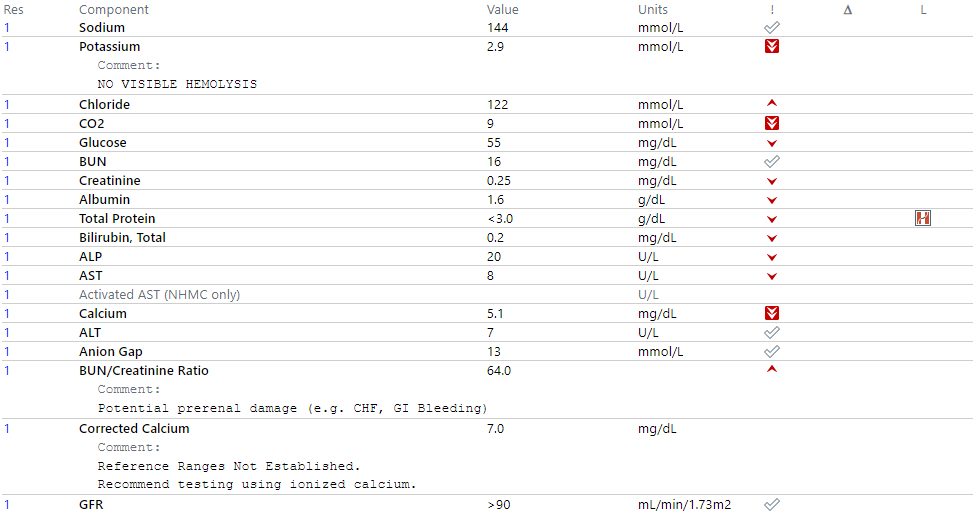 Res Component Value Units ! Δ L
1 Sodium 144 mmol/L
1 Potassium 2.9 mmol/L
Comment:
NO VISIBLE HEMOLYSIS
1 Chloride 122 mmol/L
1 CO2 9 mmol/L
1 Glucose 55 mg/dL
1 BUN 16 mg/dL
1 Creatinine 0.25 mg/dL
1 Albumin 1.6 g/dL
1 Total Protein <3.0 g/dL H
1 Bilirubin, Total 0.2 mg/dL
1 ALP 20 U/L
1 AST 8 U/L
1 Activated AST (NHMC only) U/L
1 Calcium 5.1 mg/dL
1 ALT 7 U/L
1 Anion Gap 13 mmol/L
1 BUN/Creatinine Ratio 64.0
Comment:
Potential prerenal damage (e.g. CHF, GI Bleeding)
1 Corrected Calcium 7.0 mg/dL
Comment:
Reference Ranges Not Established.
Recommend testing using ionized calcium.
1 GFR >90 mL/min/1.73m2